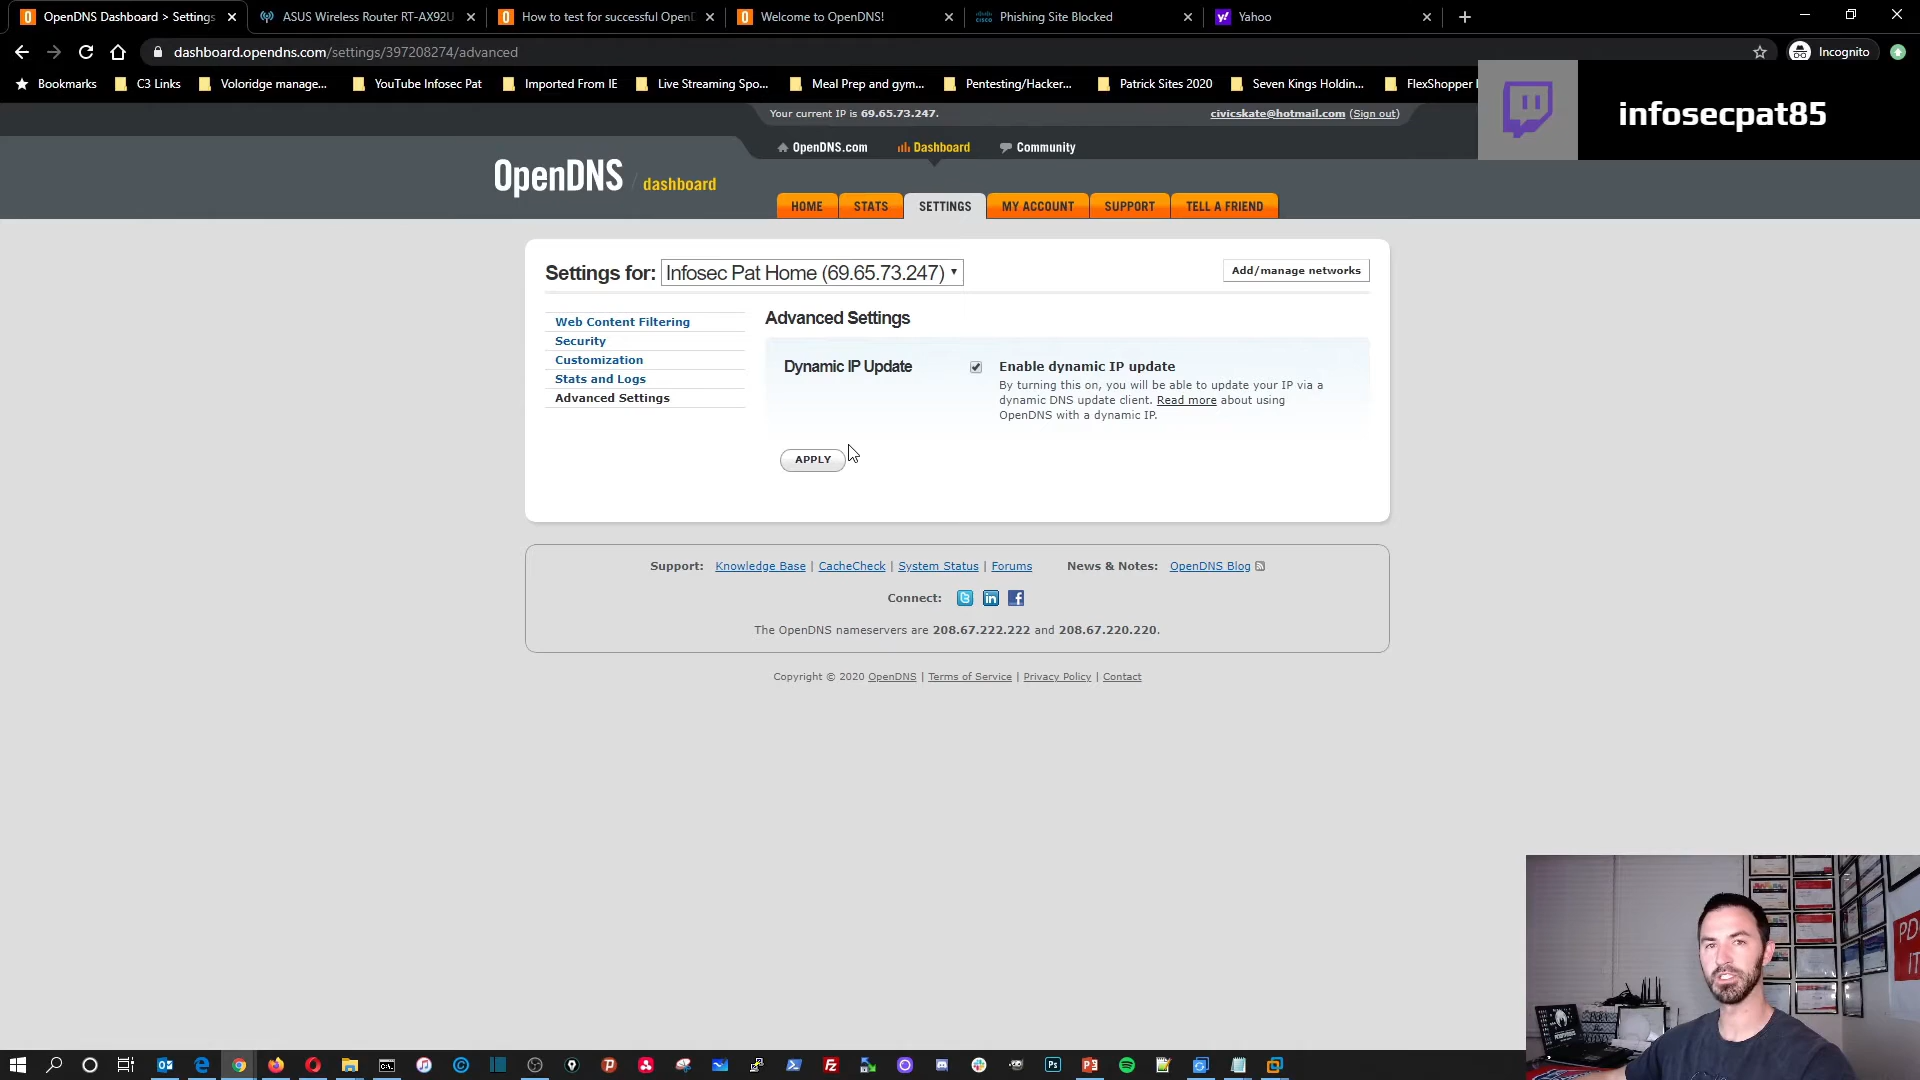 OpenDNS Dashboard > Settings
ASUS Wireless Router RT-AX92U
How to test for successful Open
Welcome to OpenDNS!
Phishing Site Blocked
Yahoo
dashboard.opendns.com/settings/397208274/advanced
Incognito
Bookmarks
C3 Links
Voloridge manage...
YouTube Infosec Pat
Imported From IE
Live Streaming Spo...
Meal Prep and gym...
Pentesting/Hacker...
Patrick Sites 2020
Seven Kings Holdin...
FlexShopper
infosecpat85
Your current IP is 69.65.73.247.
civicskate@hotmail.com (Sign out)
OpenDNS.com
Dashboard
Community
OpenDNS / dashboard
HOME
STATS
SETTINGS
MY ACCOUNT
SUPPORT
TELL A FRIEND
Settings for: Infosec Pat Home (69.65.73.247)
Add/manage networks
Web Content Filtering
Security
Customization
Stats and Logs
Advanced Settings
Advanced Settings
Dynamic IP Update
Enable dynamic IP update
By turning this on, you will be able to update your IP via a
dynamic DNS update client. Read more about using
OpenDNS with a dynamic IP.
APPLY
Support: Knowledge Base | CacheCheck | System Status | Forums
News & Notes: OpenDNS Blog
Connect:
The OpenDNS nameservers are 208.67.222.222 and 208.67.220.220.
Copyright © 2020 OpenDNS | Terms of Service | Privacy Policy | Contact